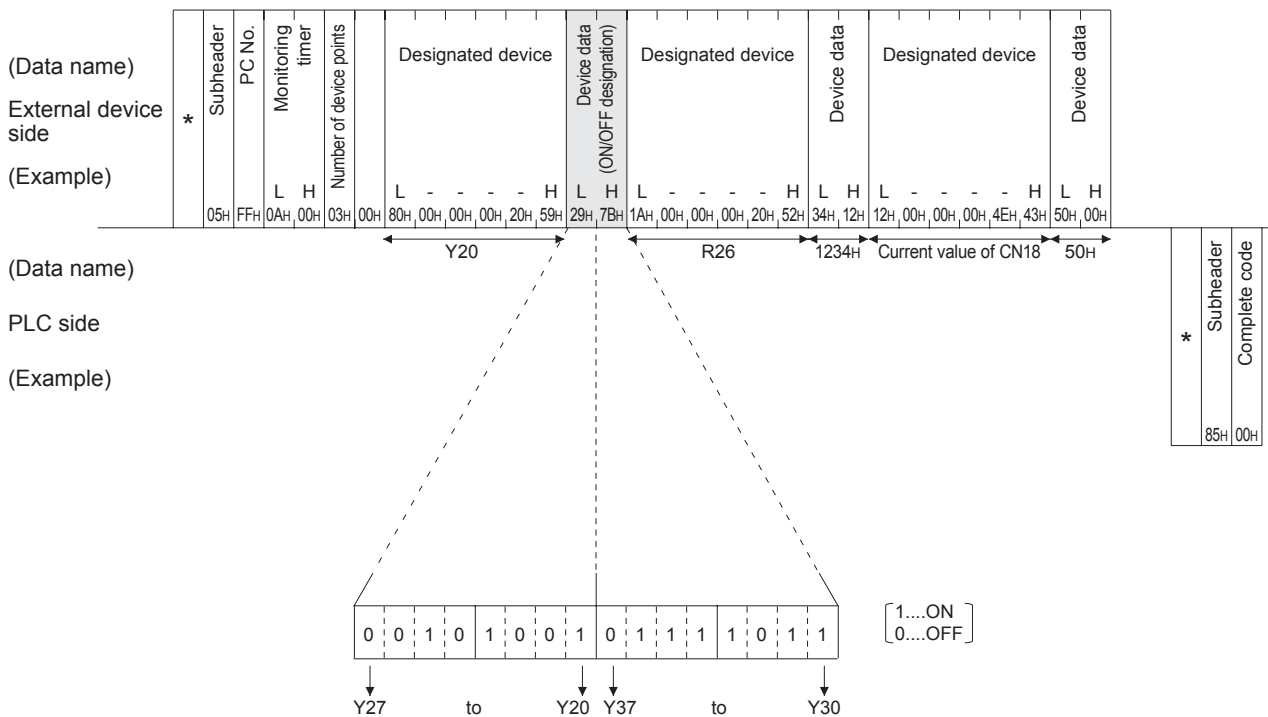 (Data name)
External device
side
(Example)
*
Subheader
PC No.
Monitoring
timer
Number of device points
Designated device
Device data
(ON/OFF designation)
Designated device
Device data
Designated device
Device data
L H L - - - - H L H L - - - - H L H L - - - - H L H
05H FFH 0AH 00H 03H 00H 80H 00H 00H 00H 20H 59H 29H 7BH 1AH 00H 00H 00H 20H 52H 34H 12H 12H 00H 00H 00H 4EH 43H 50H 00H
Y20 R26 1234H Current value of CN18 50H
(Data name)
PLC side
(Example)
*
Subheader
Complete code
85H 00H
0 0 1 0 1 0 0 1 0 1 1 1 1 0 1 1
1....ON
0....OFF
Y27 to Y20 Y37 to Y30